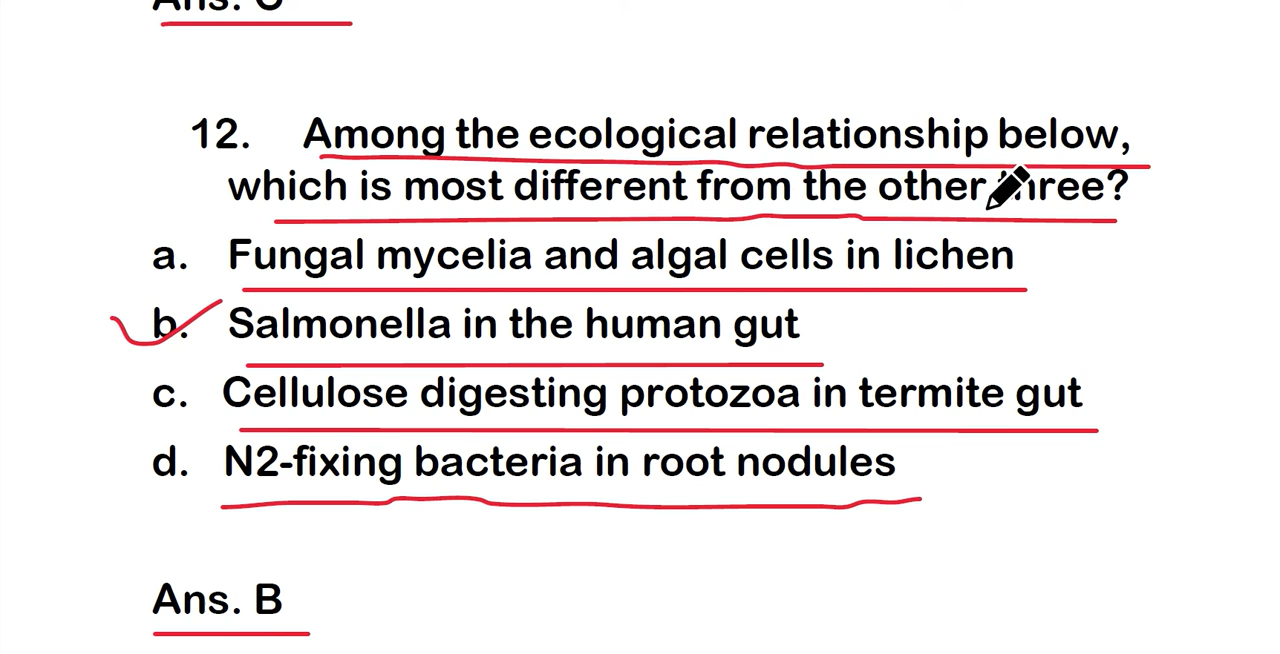 Ans. C
12. Among the ecological relationship below,
which is most different from the other three?
a. Fungal mycelia and algal cells in lichen
b. Salmonella in the human gut
c. Cellulose digesting protozoa in termite gut
d. N2-fixing bacteria in root nodules
Ans. B